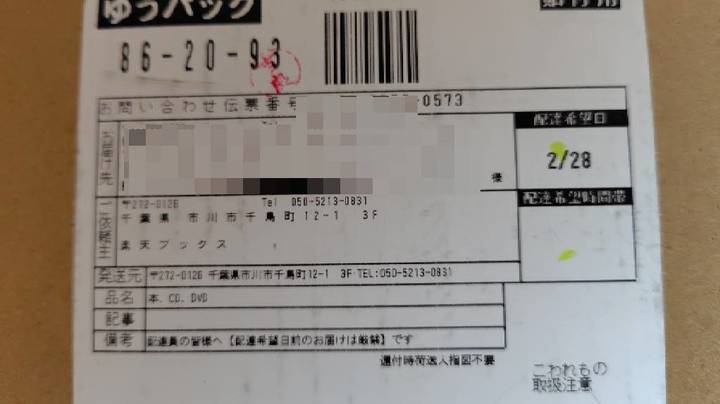 ゆうパック
86-20-93
お問い合わせ伝票番号
-0573
配達希望日
お届け先
2/28
様
配達希望時間帯
ご依頼主
〒272-0126 Tel 050-5213-0831
千葉県 市川市千鳥町12-1 3F
楽天ブックス
発送元 〒272-0126 千葉県市川市千鳥町12-1 3F TEL:050-5213-0831
品名 本、CD、DVD
記事
備考 配達員の皆様へ【配達希望日前のお届けは厳禁】です
還付時荷送人指図不要
こわれもの
取扱注意